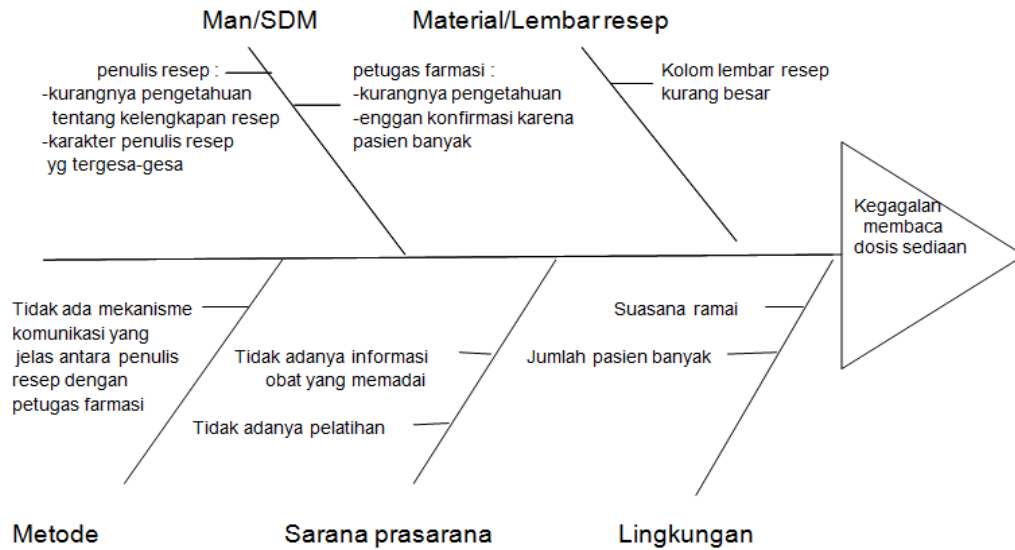 Man/SDM
Material/Lembar resep
penulis resep :
-kurangnya pengetahuan
tentang kelengkapan resep
-karakter penulis resep
yg tergesa-gesa
petugas farmasi :
-kurangnya pengetahuan
-enggan konfirmasi karena
pasien banyak
Kolom lembar resep
kurang besar
Kegagalan
membaca
dosis sediaan
Tidak ada mekanisme
komunikasi yang
jelas antara penulis
resep dengan
petugas farmasi
Tidak adanya informasi
obat yang memadai
Tidak adanya pelatihan
Suasana ramai
Jumlah pasien banyak
Metode
Sarana prasarana
Lingkungan